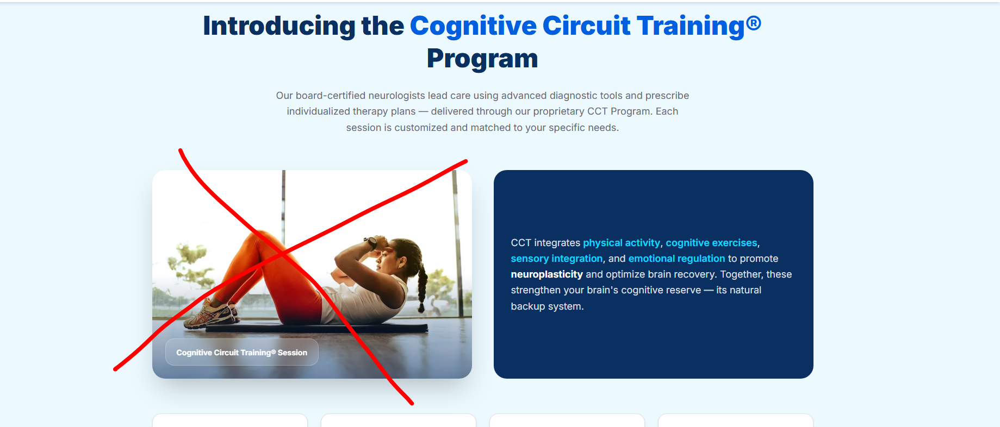 Introducing the Cognitive Circuit Training®
Program
Our board-certified neurologists lead care using advanced diagnostic tools and prescribe
individualized therapy plans — delivered through our proprietary CCT Program. Each
session is customized and matched to your specific needs.
Cognitive Circuit Training® Session
CCT integrates physical activity, cognitive exercises,
sensory integration, and emotional regulation to promote
neuroplasticity and optimize brain recovery. Together, these
strengthen your brain's cognitive reserve — its natural
backup system.